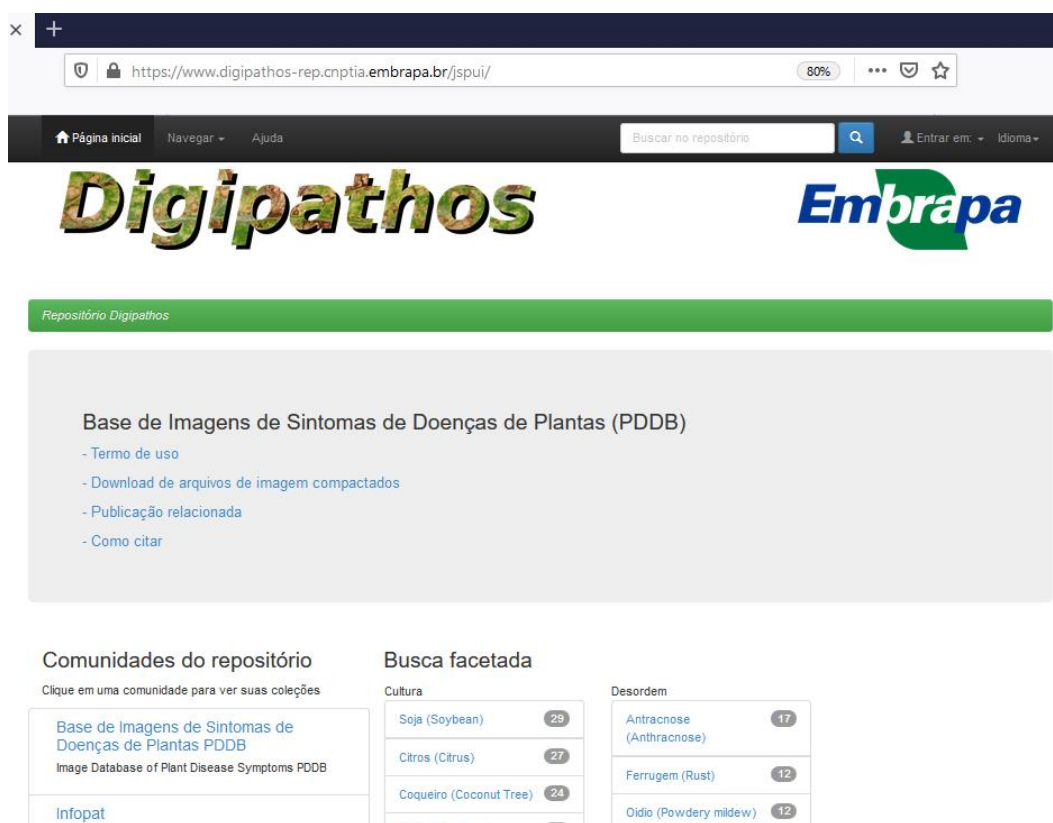 https://www.digipathos-rep.cnptia.embrapa.br/jspui/
80%
Página inicial
Navegar
Ajuda
Buscar no repositório
Entrar em:
Idioma
Digipathos
Embrapa
Repositório Digipathos
Base de Imagens de Sintomas de Doenças de Plantas (PDDB)
- Termo de uso
- Download de arquivos de imagem compactados
- Publicação relacionada
- Como citar
Comunidades do repositório
Clique em uma comunidade para ver suas coleções
Base de Imagens de Sintomas de
Doenças de Plantas PDDB
Image Database of Plant Disease Symptoms PDDB
Infopat
Busca facetada
Cultura
Soja (Soybean) 29
Citros (Citrus) 27
Coqueiro (Coconut Tree) 24
Desordem
Antracnose 17
(Anthracnose)
Ferrugem (Rust) 12
Oidio (Powdery mildew) 12